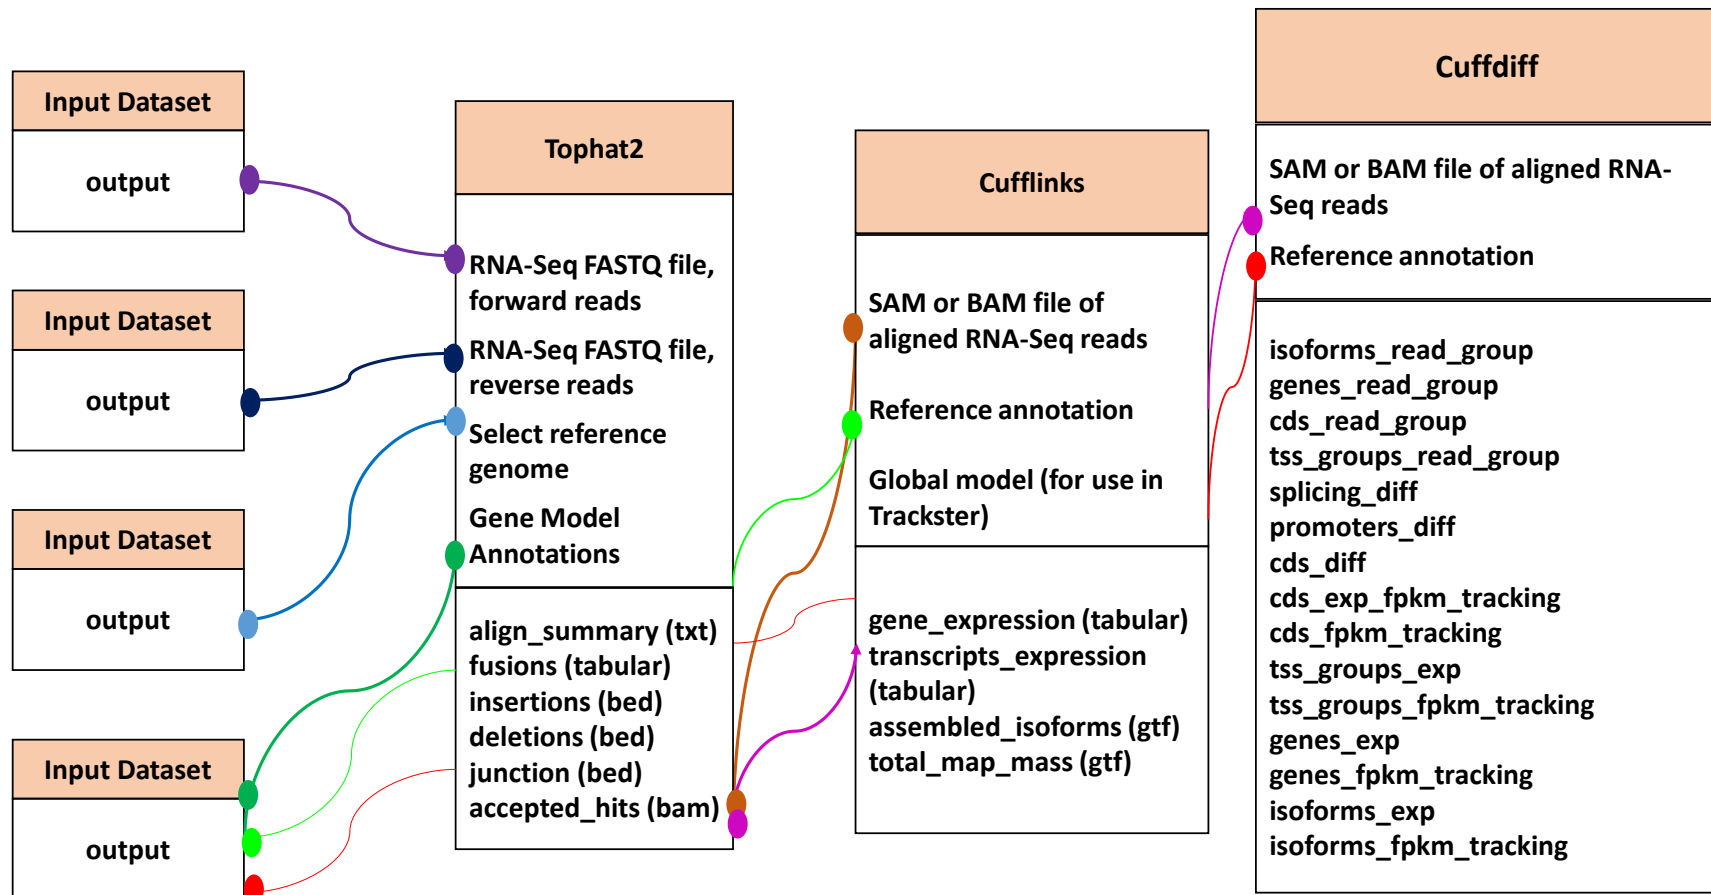 Input Dataset
output
Input Dataset
output
Input Dataset
output
Input Dataset
output
Tophat2
RNA-Seq FASTQ file,
forward reads
RNA-Seq FASTQ file,
reverse reads
Select reference
genome
Gene Model
Annotations
align_summary (txt)
fusions (tabular)
insertions (bed)
deletions (bed)
junction (bed)
accepted_hits (bam)
Cufflinks
SAM or BAM file of
aligned RNA-Seq reads
Reference annotation
Global model (for use in
Trackster)
gene_expression (tabular)
transcripts_expression
(tabular)
assembled_isoforms (gtf)
total_map_mass (gtf)
Cuffdiff
SAM or BAM file of aligned RNA-
Seq reads
Reference annotation
isoforms_read_group
genes_read_group
cds_read_group
tss_groups_read_group
splicing_diff
promoters_diff
cds_diff
cds_exp_fpkm_tracking
cds_fpkm_tracking
tss_groups_exp
tss_groups_fpkm_tracking
genes_exp
genes_fpkm_tracking
isoforms_exp
isoforms_fpkm_tracking